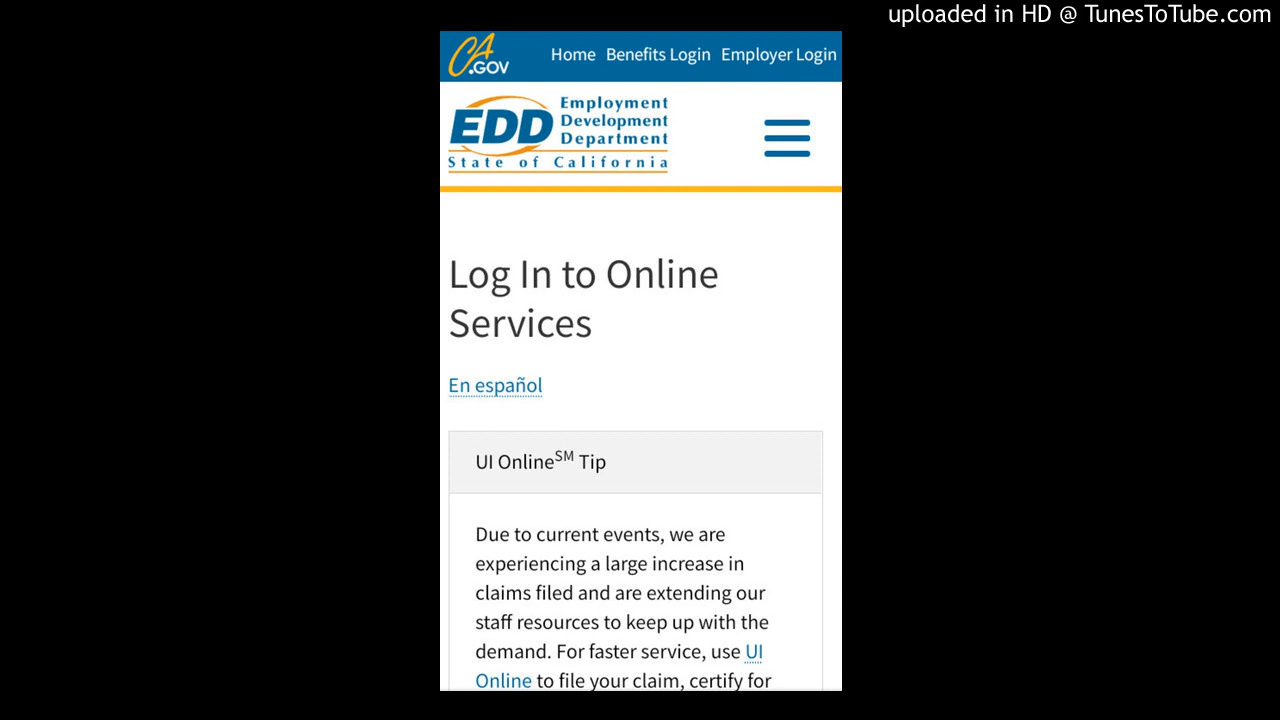 uploaded in HD @ TunesToTube.com
CA.GOV
Home Benefits Login Employer Login
EDD
Employment
Development
Department
State of California
Log In to Online
Services
En español
UI OnlineSM Tip
Due to current events, we are
experiencing a large increase in
claims filed and are extending our
staff resources to keep up with the
demand. For faster service, use UI
Online to file your claim, certify for